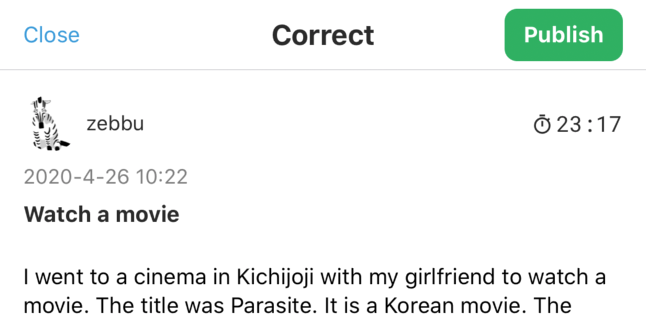 Close
Correct
Publish
zebbu
23:17
2020-4-26 10:22
Watch a movie
I went to a cinema in Kichijoji with my girlfriend to watch a
movie. The title was Parasite. It is a Korean movie. The